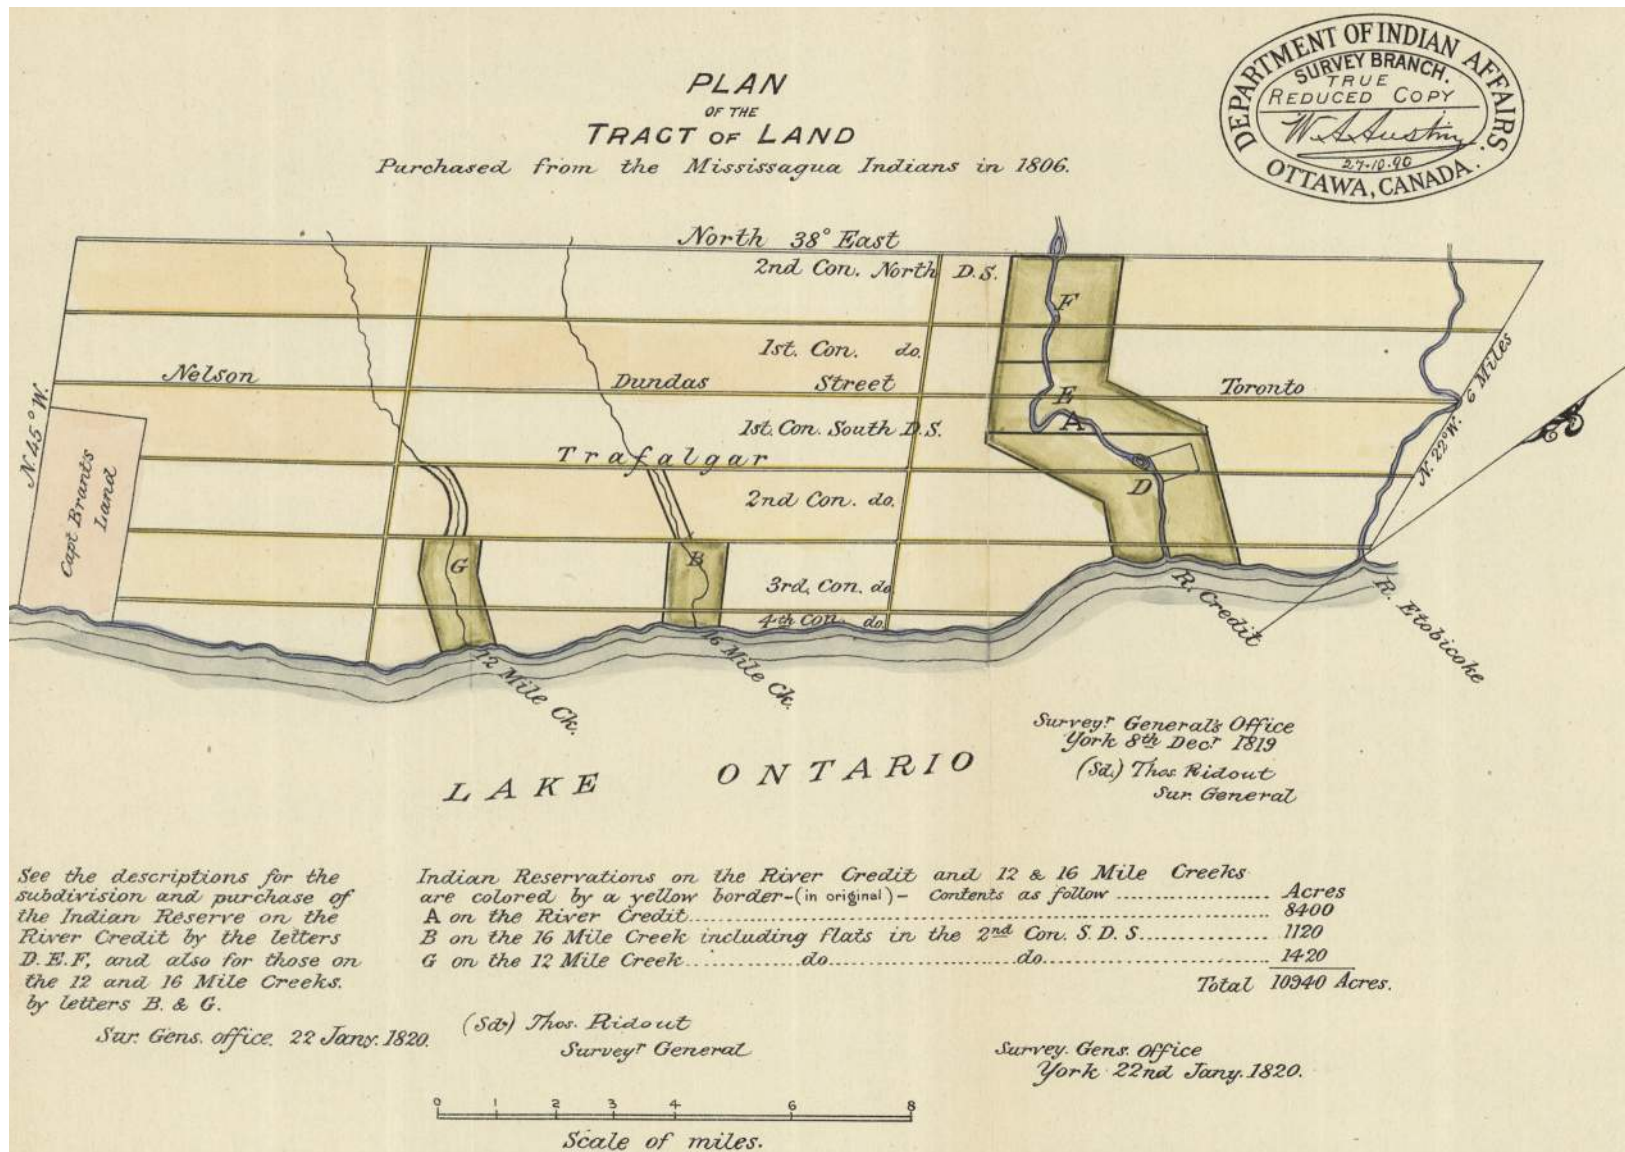 PLAN
OF THE
TRACT OF LAND
Purchased from the Mississagua Indians in 1806.
DEPARTMENT OF INDIAN AFFAIRS.
SURVEY BRANCH.
TRUE
REDUCED COPY
W A Austin
27-10-90
OTTAWA, CANADA.
North 38° East
2nd Con. North D.S.
F
1st. Con. do.
6 Miles
Nelson
Dundas Street
E
Toronto
N. 45° W.
1st. Con. South D.S.
A
Trafalgar
N. 22° W.
Capt Brant's
Land
2nd Con. do.
D
G
B
3rd. Con. do
4th Con. do.
R. Credit
R. Etobicoke
12 Mile Ck.
16 Mile Ck.
LAKE ONTARIO
Surveyr General's Office
York 8th Decr 1819
(Sd.) Thos Ridout
Sur. General
See the descriptions for the
subdivision and purchase of
the Indian Reserve on the
River Credit by the letters
D.E.F, and also for those on
the 12 and 16 Mile Creeks.
by letters B. & G.
Sur. Gens. office. 22 Jany. 1820.
Indian Reservations on the River Credit and 12 & 16 Mile Creeks
are colored by a yellow border-(in original)- Contents as follow .................... Acres
A on the River Credit.................... 8400
B on the 16 Mile Creek including flats in the 2nd Con. S. D. S............... 1120
G on the 12 Mile Creek............do....................do.................... 1420
Total 10940 Acres.
(Sd.) Thos. Ridout
Surveyr General
Survey. Gens. Office
York 22nd Jany. 1820.
0 1 2 3 4 6 8
Scale of miles.